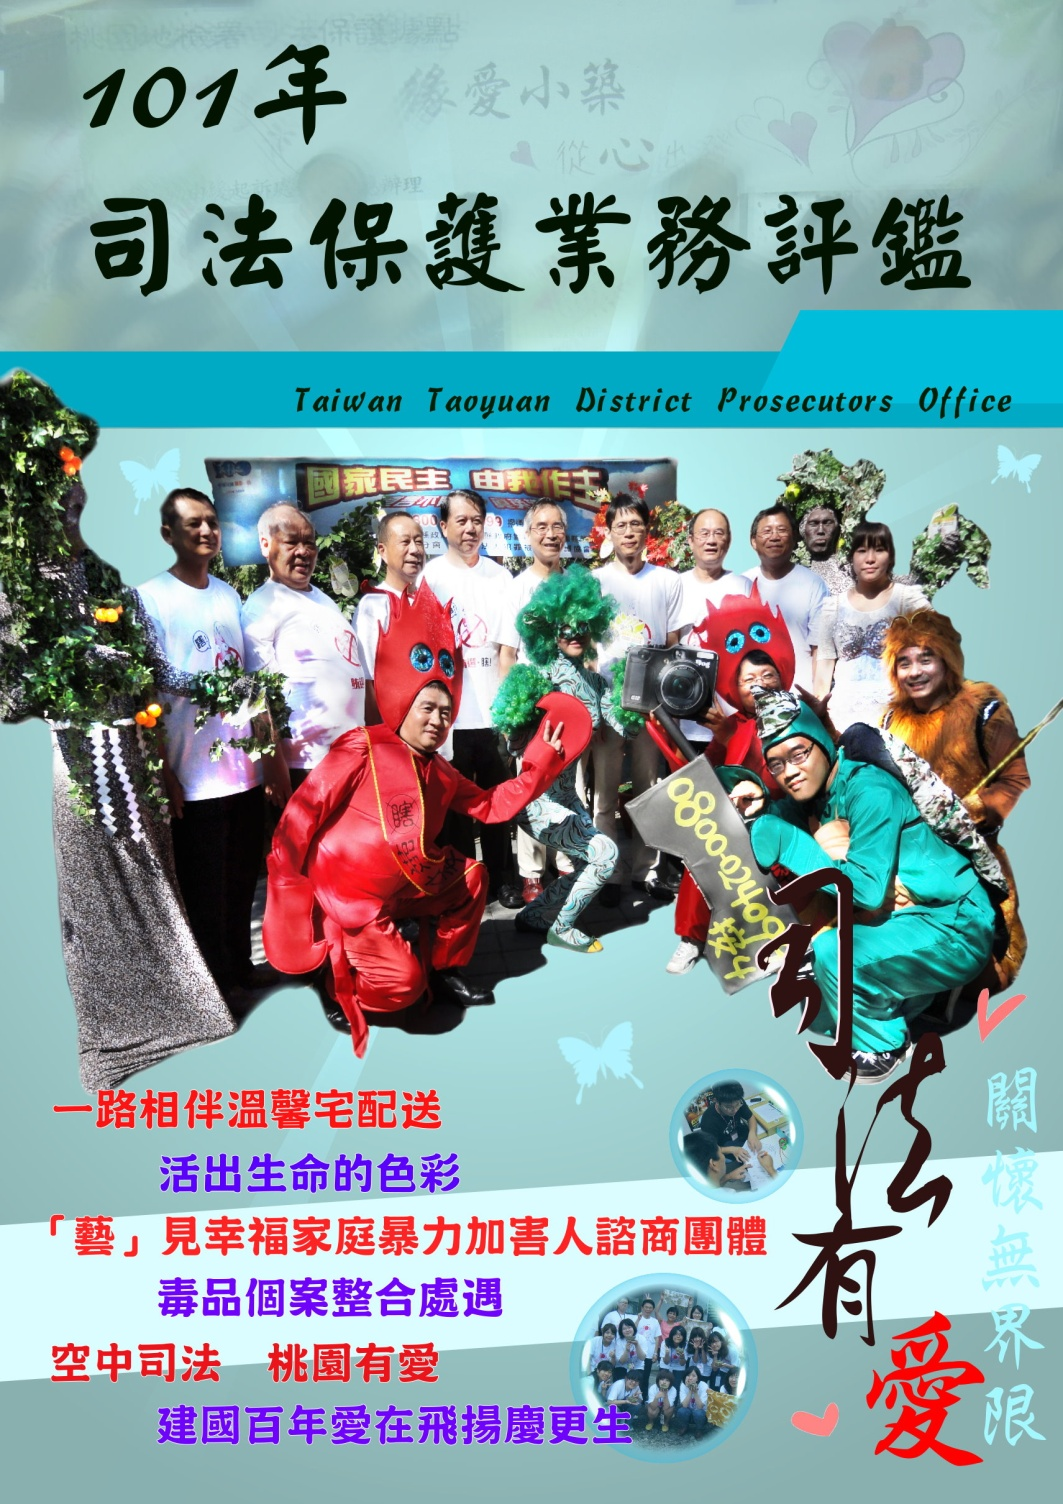 101年
緣愛小築
從心出
司法保護業務評鑑
Taiwan Taoyuan District Prosecutors Office
國家民主 由我作主
瞎
0800-024-099
司法有愛
關懷無界限
一路相伴溫馨宅配送
活出生命的色彩
「藝」見幸福家庭暴力加害人諮商團體
毒品個案整合處遇
空中司法 桃園有愛
建國百年愛在飛揚慶更生